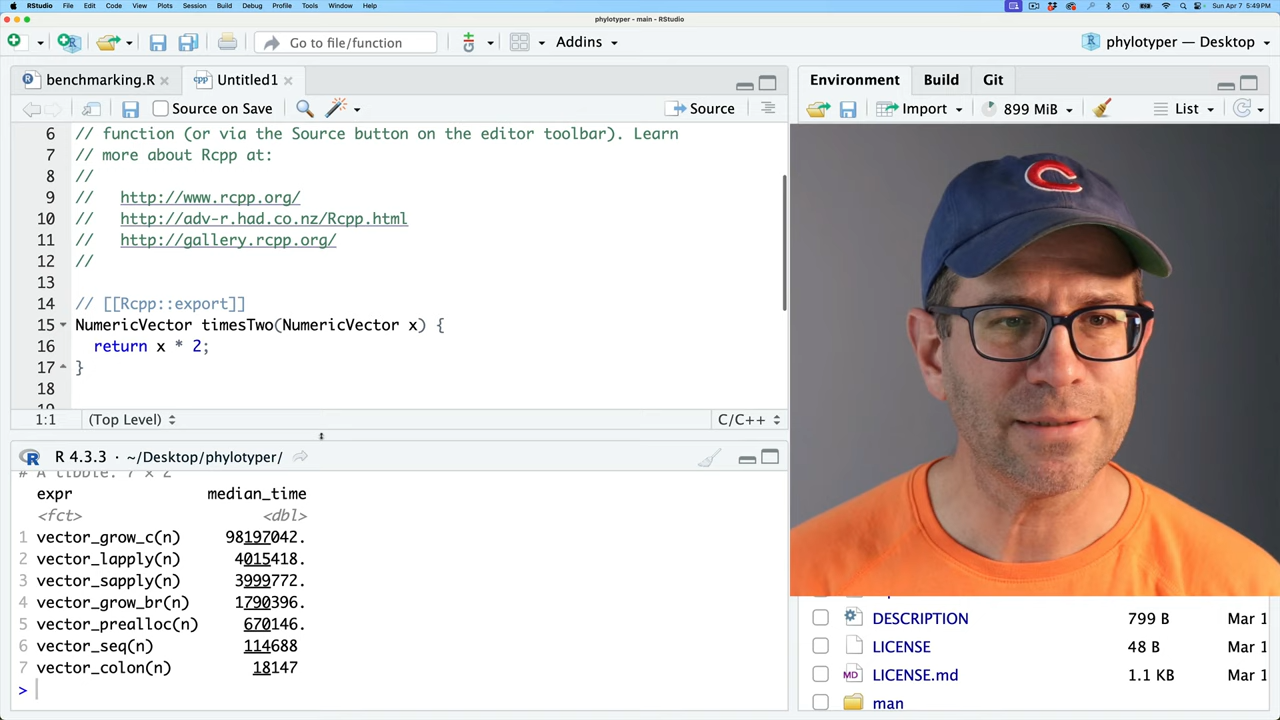 RStudio File Edit Code View Plots Session Build Debug Profile Tools Window Help Sun Apr 7 5:49PM
phylotyper - main - RStudio
Go to file/function Addins phylotyper — Desktop
benchmarking.R Untitled1
Source on Save Source
6 // function (or via the Source button on the editor toolbar). Learn
7 // more about Rcpp at:
8 //
9 // http://www.rcpp.org/
10 // http://adv-r.had.co.nz/Rcpp.html
11 // http://gallery.rcpp.org/
12 //
13
14 // [[Rcpp::export]]
15 NumericVector timesTwo(NumericVector x) {
16 return x * 2;
17 }
18
1:1 (Top Level) C/C++
R 4.3.3 · ~/Desktop/phylotyper/
# A tibble: 7 × 2
expr median_time
<fct> <dbl>
1 vector_grow_c(n) 98197042.
2 vector_lapply(n) 4015418.
3 vector_sapply(n) 3999772.
4 vector_grow_br(n) 1790396.
5 vector_prealloc(n) 670146.
6 vector_seq(n) 114688
7 vector_colon(n) 18147
>
Environment Build Git
Import 899 MiB List
C
DESCRIPTION 799 B Mar 1
LICENSE 48 B Mar 1
LICENSE.md 1.1 KB Mar 1
man